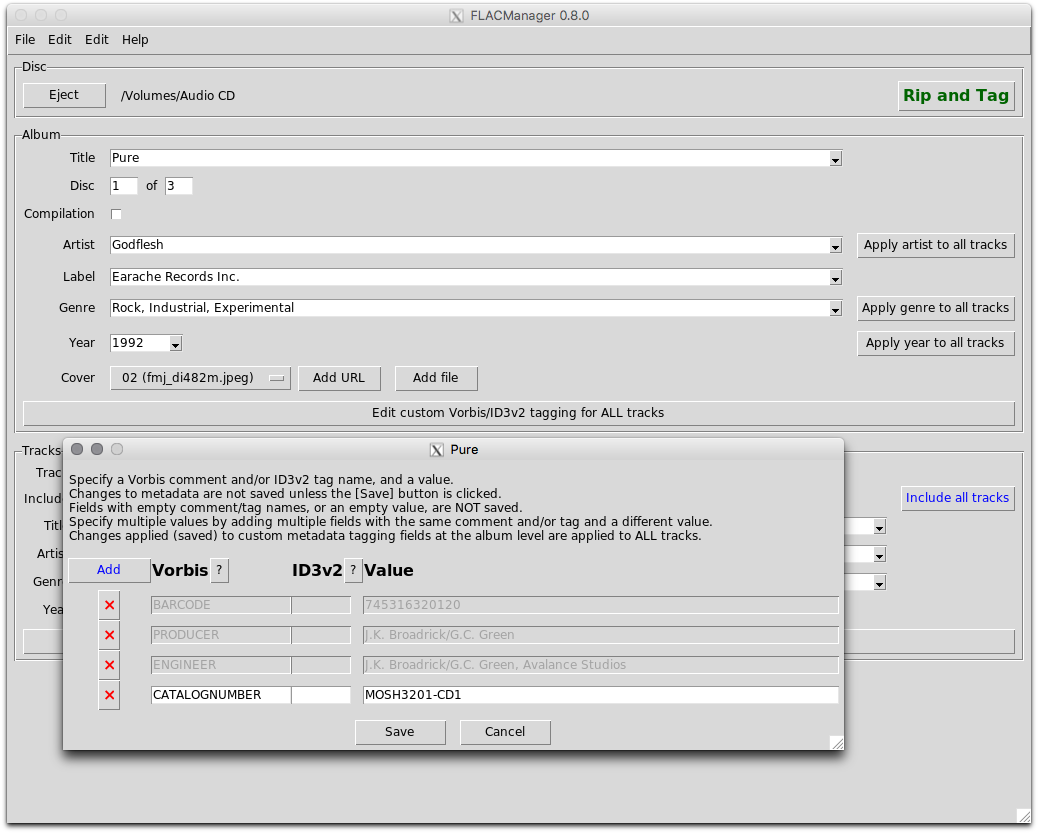 FLACManager 0.8.0
File Edit Edit Help
Disc
Eject /Volumes/Audio CD Rip and Tag
Album
Title Pure
Disc 1 of 3
Compilation
Artist Godflesh Apply artist to all tracks
Label Earache Records Inc.
Genre Rock, Industrial, Experimental Apply genre to all tracks
Year 1992 Apply year to all tracks
Cover 02 (fmj_di482m.jpeg) Add URL Add file
Edit custom Vorbis/ID3v2 tagging for ALL tracks
Tracks
Include all tracks
Pure
Specify a Vorbis comment and/or ID3v2 tag name, and a value.
Changes to metadata are not saved unless the [Save] button is clicked.
Fields with empty comment/tag names, or an empty value, are NOT saved.
Specify multiple values by adding multiple fields with the same comment and/or tag and a different value.
Changes applied (saved) to custom metadata tagging fields at the album level are applied to ALL tracks.
Add Vorbis ? ID3v2 ? Value
BARCODE 745316320120
PRODUCER J.K. Broadrick/G.C. Green
ENGINEER J.K. Broadrick/G.C. Green, Avalance Studios
CATALOGNUMBER MOSH3201-CD1
Save Cancel